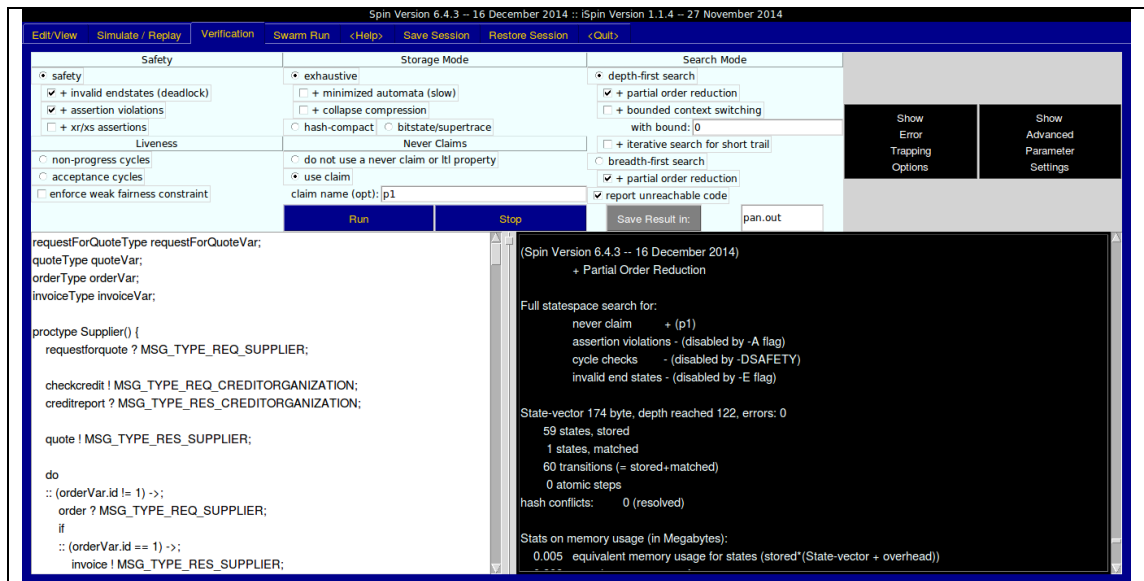 Spin Version 6.4.3 -- 16 December 2014 :: iSpin Version 1.1.4 -- 27 November 2014
Edit/View Simulate / Replay Verification Swarm Run <Help> Save Session Restore Session <Quit>
Safety Storage Mode Search Mode
safety exhaustive depth-first search
+ invalid endstates (deadlock) + minimized automata (slow) + partial order reduction
+ assertion violations + collapse compression + bounded context switching
+ xr/xs assertions hash-compact bitstate/supertrace with bound: 0
Liveness Never Claims + iterative search for short trail
non-progress cycles do not use a never claim or ltl property breadth-first search
acceptance cycles use claim + partial order reduction
enforce weak fairness constraint claim name (opt): p1 report unreachable code
Show Show
Error Advanced
Trapping Parameter
Options Settings
Run Stop Save Result in: pan.out
requestForQuoteType requestForQuoteVar;
quoteType quoteVar;
orderType orderVar;
invoiceType invoiceVar;
proctype Supplier() {
requestforquote ? MSG_TYPE_REQ_SUPPLIER;
checkcredit ! MSG_TYPE_REQ_CREDITORGANIZATION;
creditreport ? MSG_TYPE_RES_CREDITORGANIZATION;
quote ! MSG_TYPE_RES_SUPPLIER;
do
:: (orderVar.id != 1) ->;
order ? MSG_TYPE_REQ_SUPPLIER;
if
:: (orderVar.id == 1) ->;
invoice ! MSG_TYPE_RES_SUPPLIER;
(Spin Version 6.4.3 -- 16 December 2014)
+ Partial Order Reduction
Full statespace search for:
never claim + (p1)
assertion violations - (disabled by -A flag)
cycle checks - (disabled by -DSAFETY)
invalid end states - (disabled by -E flag)
State-vector 174 byte, depth reached 122, errors: 0
59 states, stored
1 states, matched
60 transitions (= stored+matched)
0 atomic steps
hash conflicts: 0 (resolved)
Stats on memory usage (in Megabytes):
0.005 equivalent memory usage for states (stored*(State-vector + overhead))